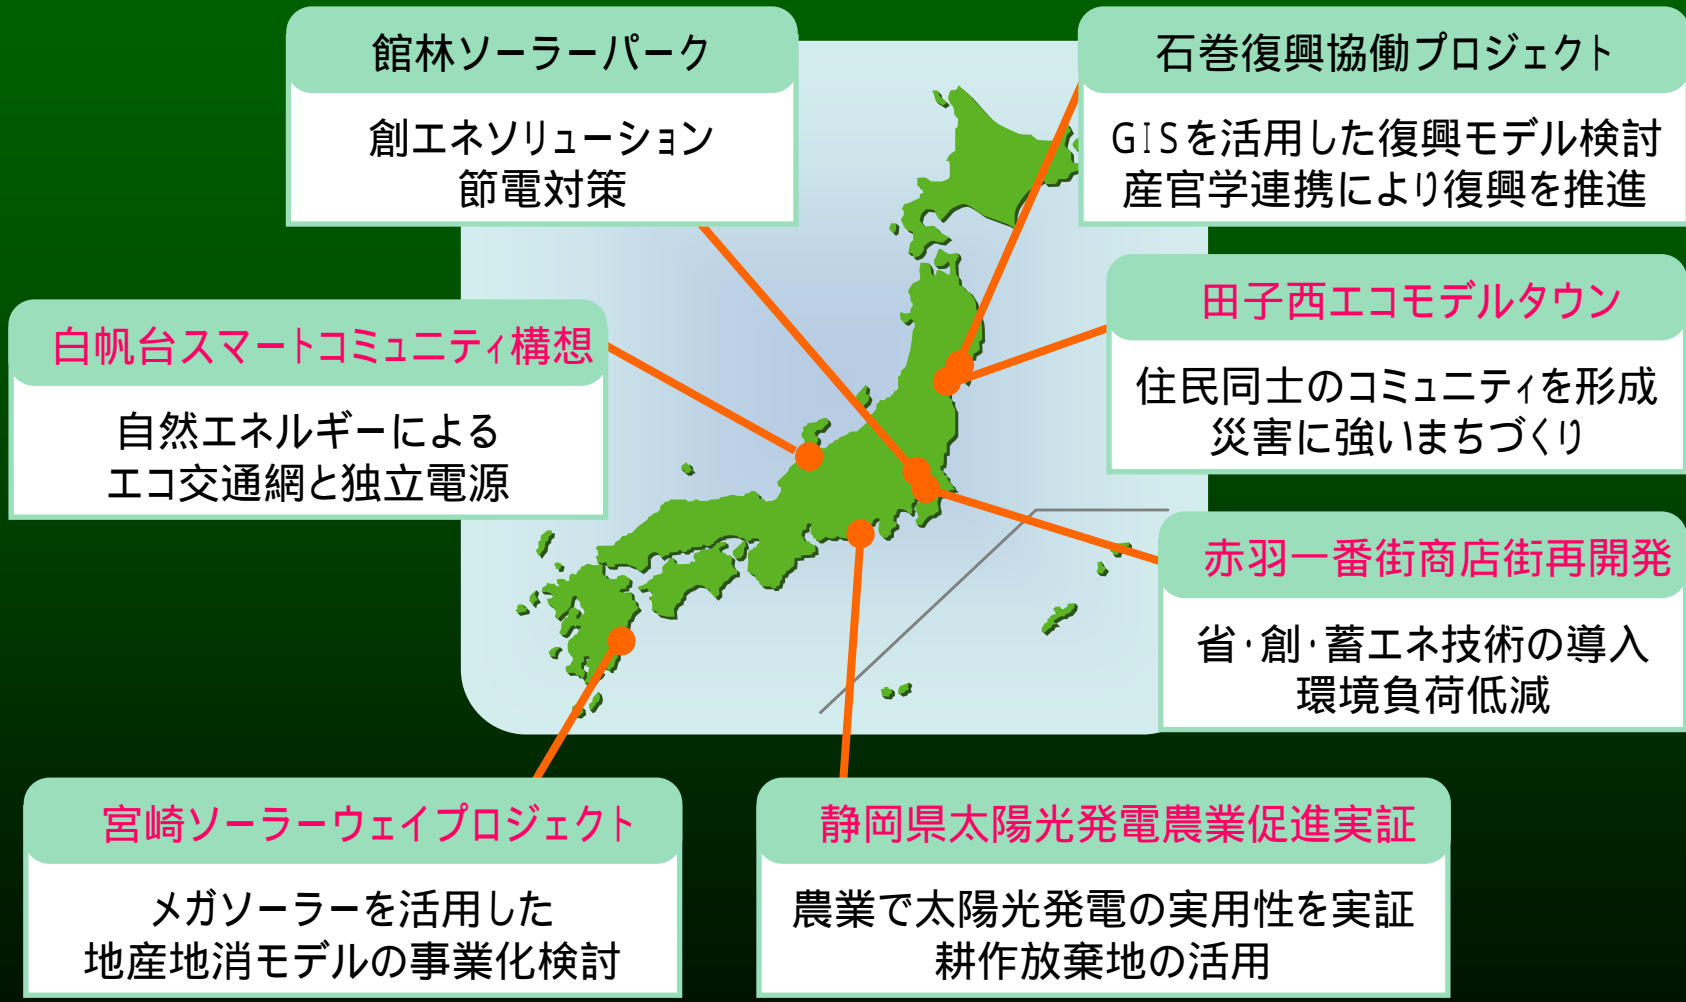 館林ソーラーパーク
創エネソリューション
節電対策
石巻復興協働プロジェクト
GISを活用した復興モデル検討
産官学連携により復興を推進
白帆台スマートコミュニティ構想
自然エネルギーによる
エコ交通網と独立電源
田子西エコモデルタウン
住民同士のコミュニティを形成
災害に強いまちづくり
赤羽一番街商店街再開発
省・創・蓄エネ技術の導入
環境負荷低減
宮崎ソーラーウェイプロジェクト
メガソーラーを活用した
地産地消モデルの事業化検討
静岡県太陽光発電農業促進実証
農業で太陽光発電の実用性を実証
耕作放棄地の活用